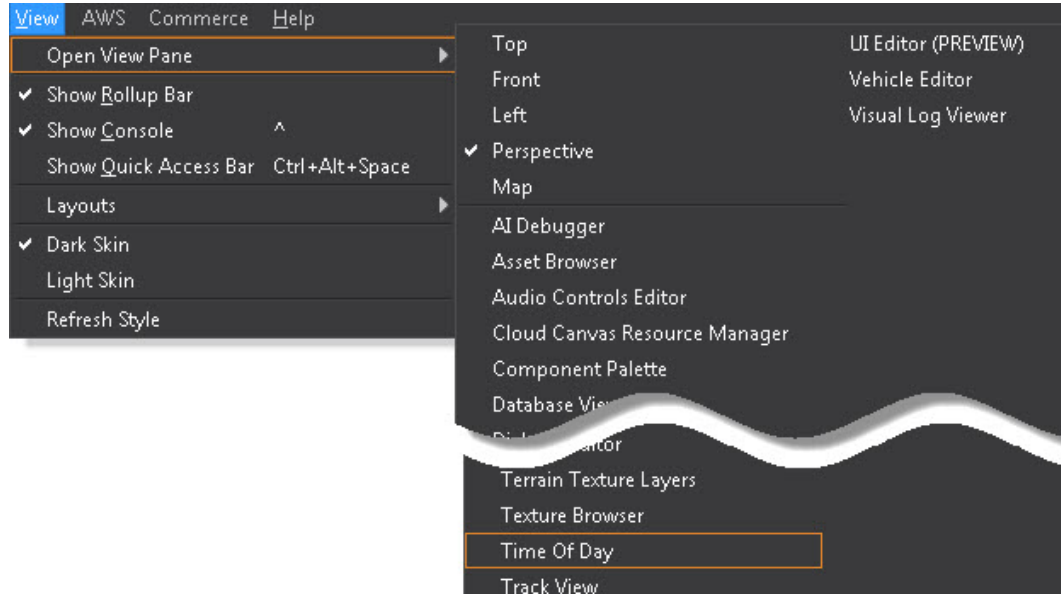 View AWS Commerce Help
Open View Pane
Show Rollup Bar
Show Console ^
Show Quick Access Bar Ctrl+Alt+Space
Layouts
Dark Skin
Light Skin
Refresh Style
Top
Front
Left
Perspective
Map
AI Debugger
Asset Browser
Audio Controls Editor
Cloud Canvas Resource Manager
Component Palette
Database
Terrain Texture Layers
Texture Browser
Time Of Day
Track View
UI Editor (PREVIEW)
Vehicle Editor
Visual Log Viewer